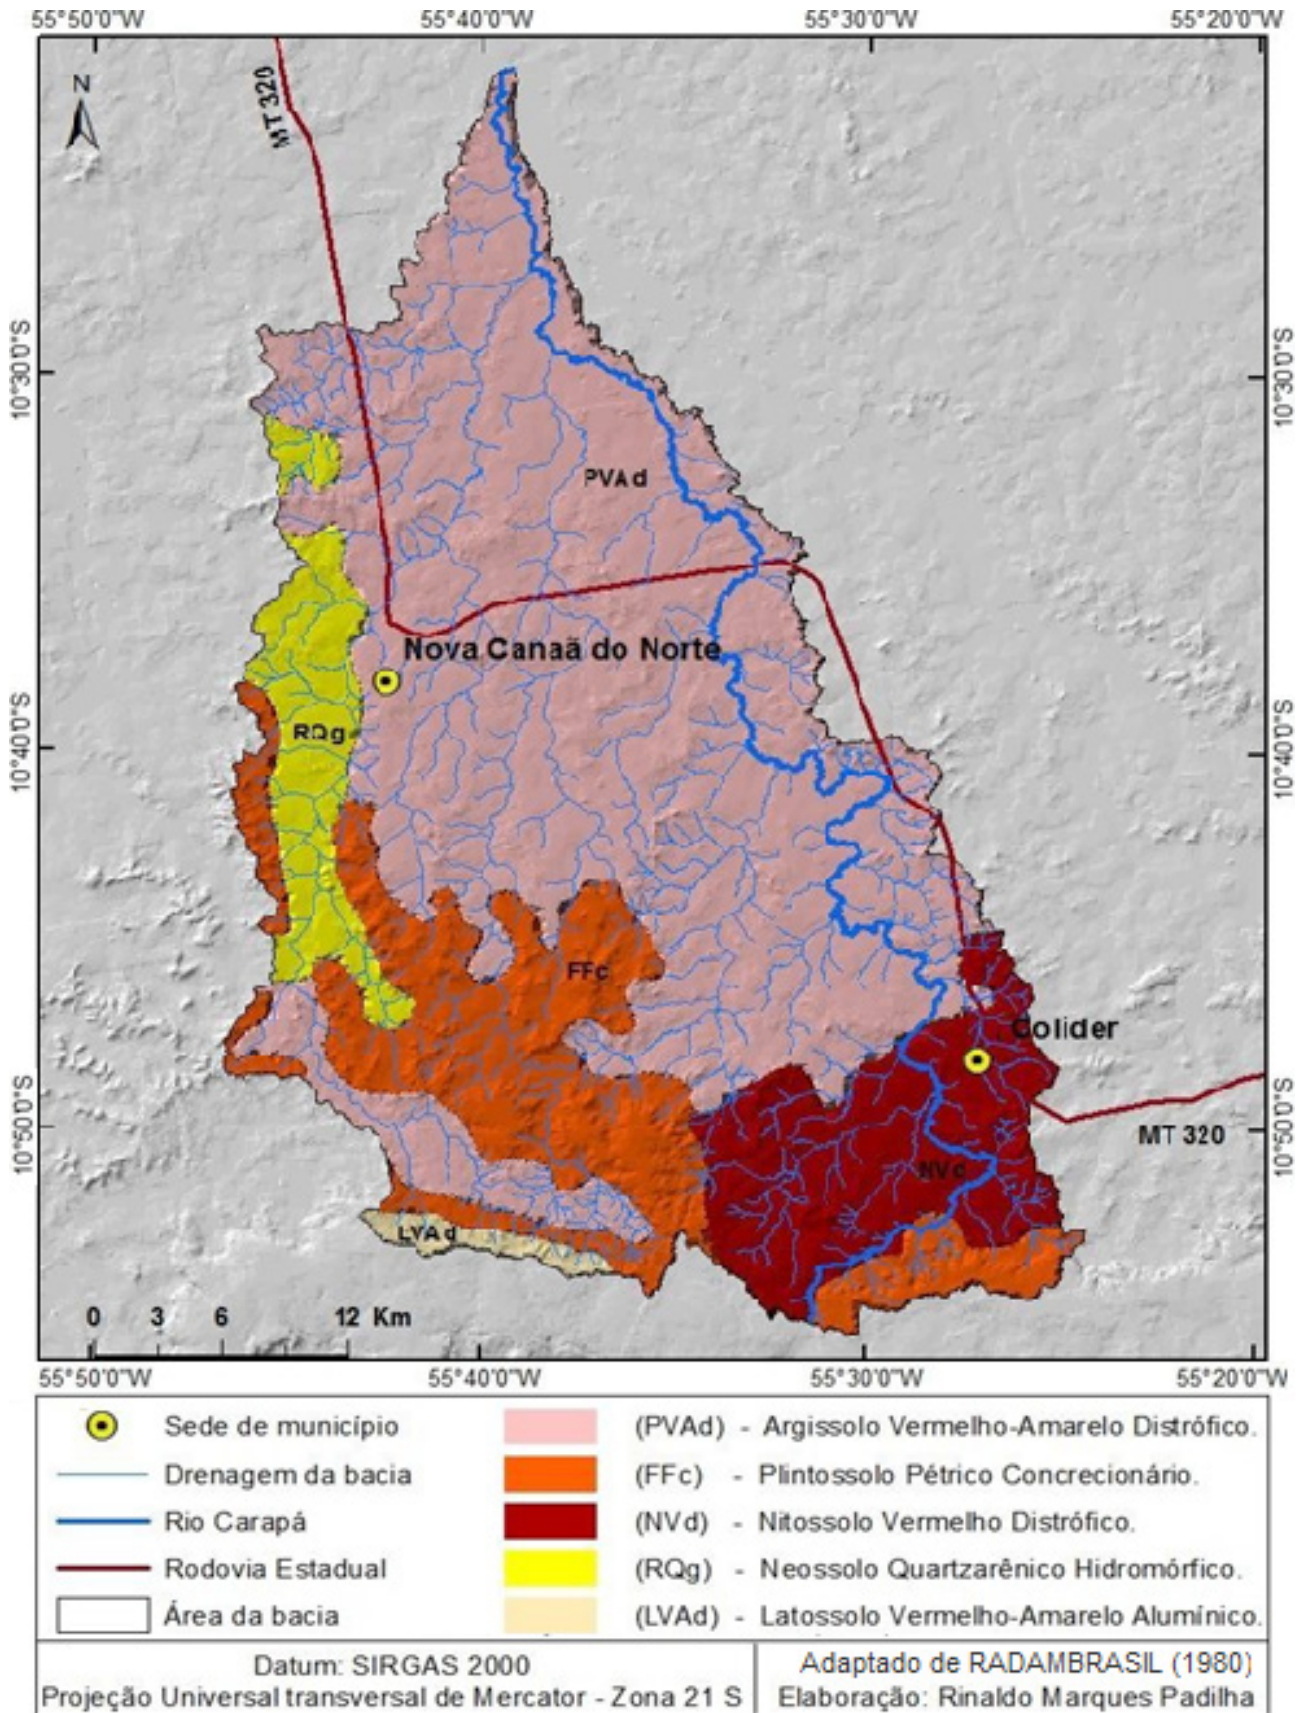 55°50'0"W 55°40'0"W 55°30'0"W 55°20'0"W
N
MT 320
10°30'0"S
10°30'0"S
PVAd
Nova Canaã do Norte
RQg
10°40'0"S
10°40'0"S
FFc
Colider
10°50'0"S
10°50'0"S
MT 320
NVd
LVAd
0 3 6 12 Km
55°50'0"W 55°40'0"W 55°30'0"W 55°20'0"W
Sede de município
Drenagem da bacia
Rio Carapá
Rodovia Estadual
Área da bacia
(PVAd) - Argissolo Vermelho-Amarelo Distrófico.
(FFc) - Plintossolo Pétrico Concrecionário.
(NVd) - Nitossolo Vermelho Distrófico.
(RQg) - Neossolo Quartzarênico Hidromórfico.
(LVAd) - Latossolo Vermelho-Amarelo Alumínico.
Datum: SIRGAS 2000
Projeção Universal transversal de Mercator - Zona 21 S
Adaptado de RADAMBRASIL (1980)
Elaboração: Rinaldo Marques Padilha